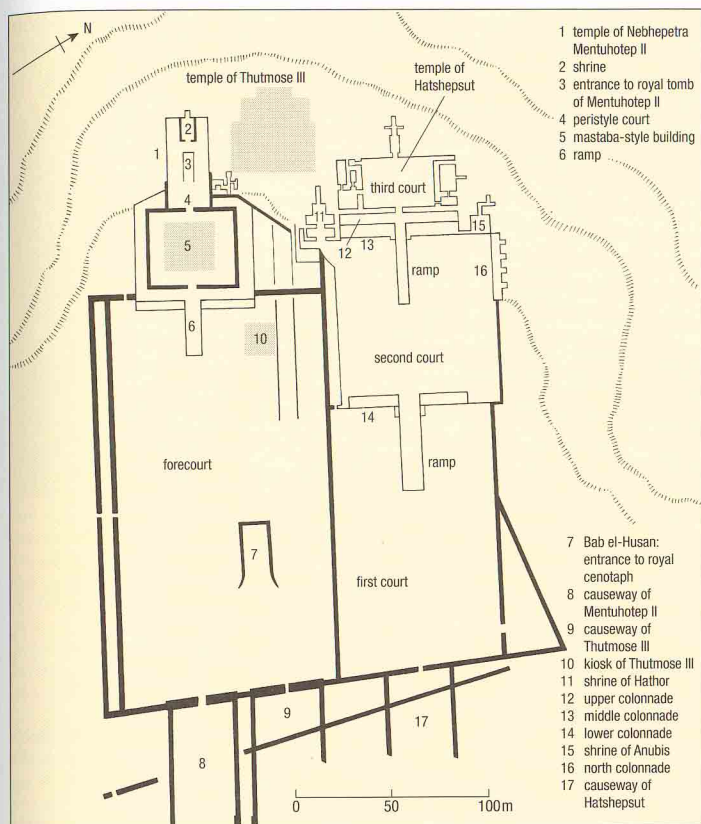 N
temple of Thutmose III
temple of
Hatshepsut
1 temple of Nebhepetra
Mentuhotep II
2 shrine
3 entrance to royal tomb
of Mentuhotep II
4 peristyle court
5 mastaba-style building
6 ramp
2
1
3
4
5
6
10
third court
11
12
13
15
ramp
16
second court
14
forecourt
ramp
7
first court
7 Bab el-Husan:
entrance to royal
cenotaph
8 causeway of
Mentuhotep II
9 causeway of
Thutmose III
10 kiosk of Thutmose III
11 shrine of Hathor
12 upper colonnade
13 middle colonnade
14 lower colonnade
15 shrine of Anubis
16 north colonnade
17 causeway of
Hatshepsut
9
17
8
0 50 100m